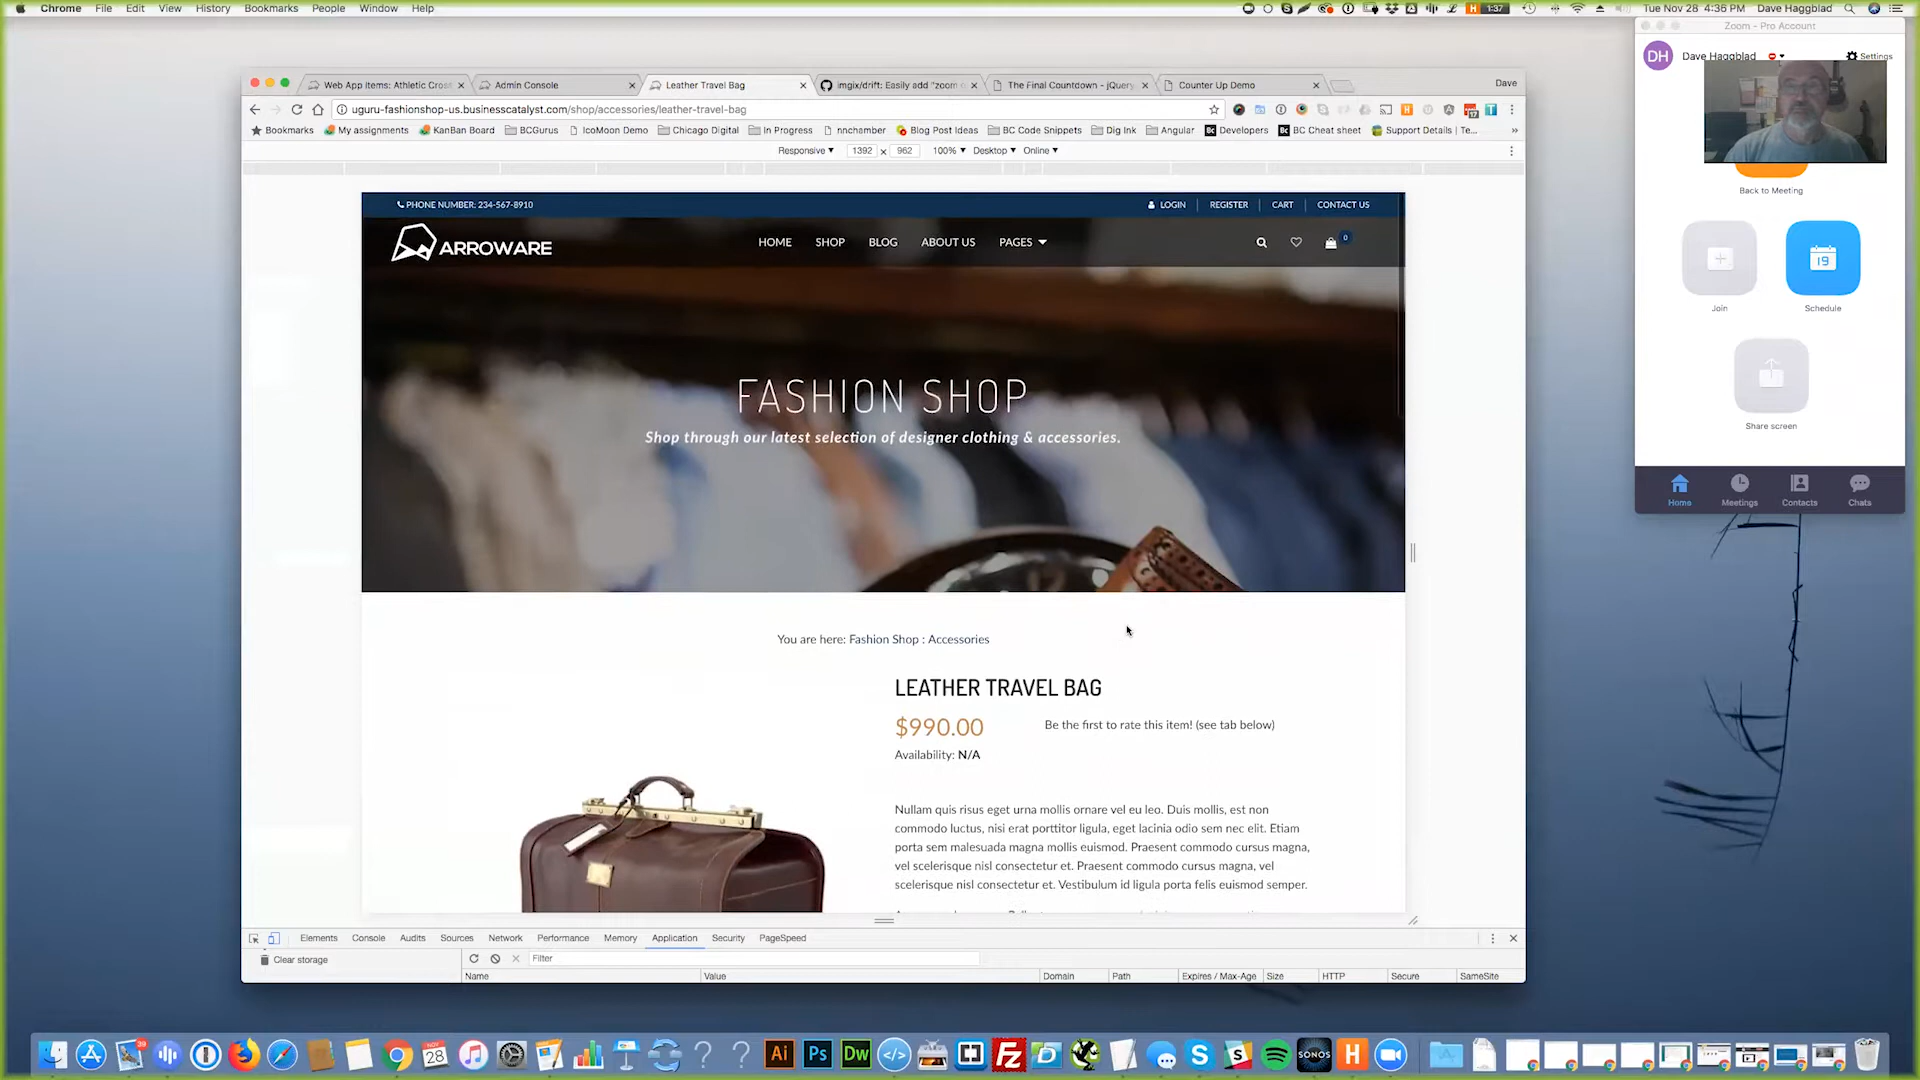 Chrome File Edit View History Bookmarks People Window Help
1:37 Tue Nov 28 4:36 PM Dave Haggblad
Zoom - Pro Account
DH Dave Haggblad Settings
Back to Meeting
19
Join Schedule
Share screen
Home Meetings Contacts Chats
Web App Items: Athletic Cros Admin Console Leather Travel Bag imgix/drift: Easily add "zoom o The Final Countdown - jQuery Counter Up Demo Dave
uguru-fashionshop-us.businesscatalyst.com/shop/accessories/leather-travel-bag
Bookmarks My assignments KanBan Board BCGurus IcoMoon Demo Chicago Digital In Progress nnchamber Blog Post Ideas BC Code Snippets Dig Ink Angular Developers BC Cheat sheet Support Details | Te...
Responsive 1392 x 962 100% Desktop Online
PHONE NUMBER: 234-567-8910 LOGIN REGISTER CART CONTACT US
ARROWARE HOME SHOP BLOG ABOUT US PAGES 0
FASHION SHOP
Shop through our latest selection of designer clothing & accessories.
You are here: Fashion Shop : Accessories
LEATHER TRAVEL BAG
$990.00 Be the first to rate this item! (see tab below)
Availability: N/A
Nullam quis risus eget urna mollis ornare vel eu leo. Duis mollis, est non
commodo luctus, nisi erat porttitor ligula, eget lacinia odio sem nec elit. Etiam
porta sem malesuada magna mollis euismod. Praesent commodo cursus magna,
vel scelerisque nisl consectetur et. Praesent commodo cursus magna, vel
scelerisque nisl consectetur et. Vestibulum id ligula porta felis euismod semper.
Elements Console Audits Sources Network Performance Memory Application Security PageSpeed
Clear storage Filter
Name Value Domain Path Expires / Max-Age Size HTTP Secure SameSite
NOV 28 Ai Ps Dw FZ S SONOS H